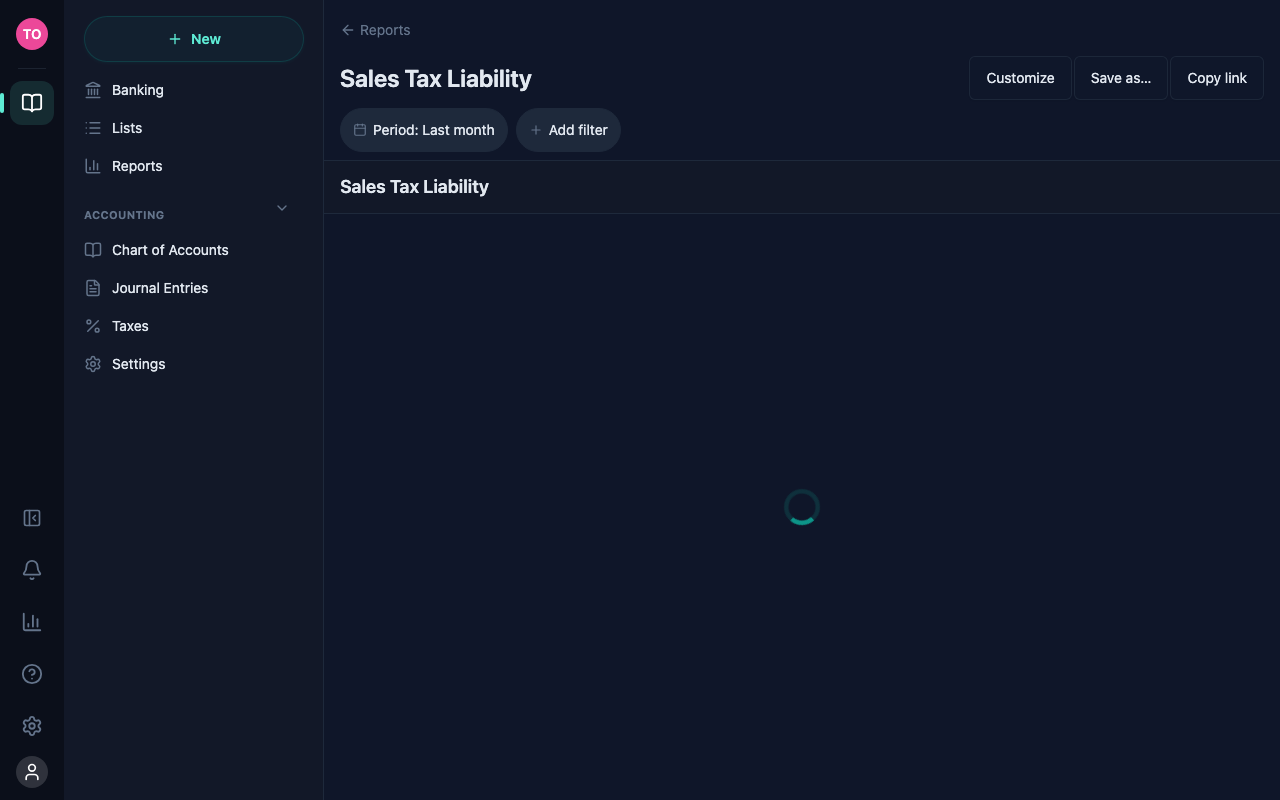 TO
New
Banking
Lists
Reports
ACCOUNTING
Chart of Accounts
Journal Entries
Taxes
Settings
Reports
Sales Tax Liability
Customize
Save as...
Copy link
Period: Last month
Add filter
Sales Tax Liability